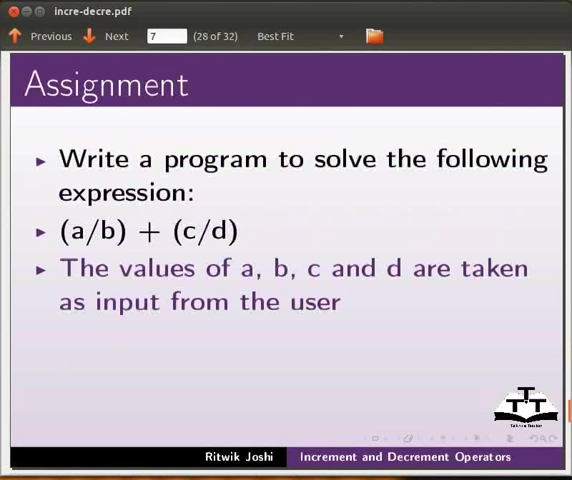 incre-decre.pdf
Previous Next 7 (28 of 32) Best Fit
Assignment
Write a program to solve the following
expression:
(a/b) + (c/d)
The values of a, b, c and d are taken
as input from the user
Ritwik Joshi Increment and Decrement Operators